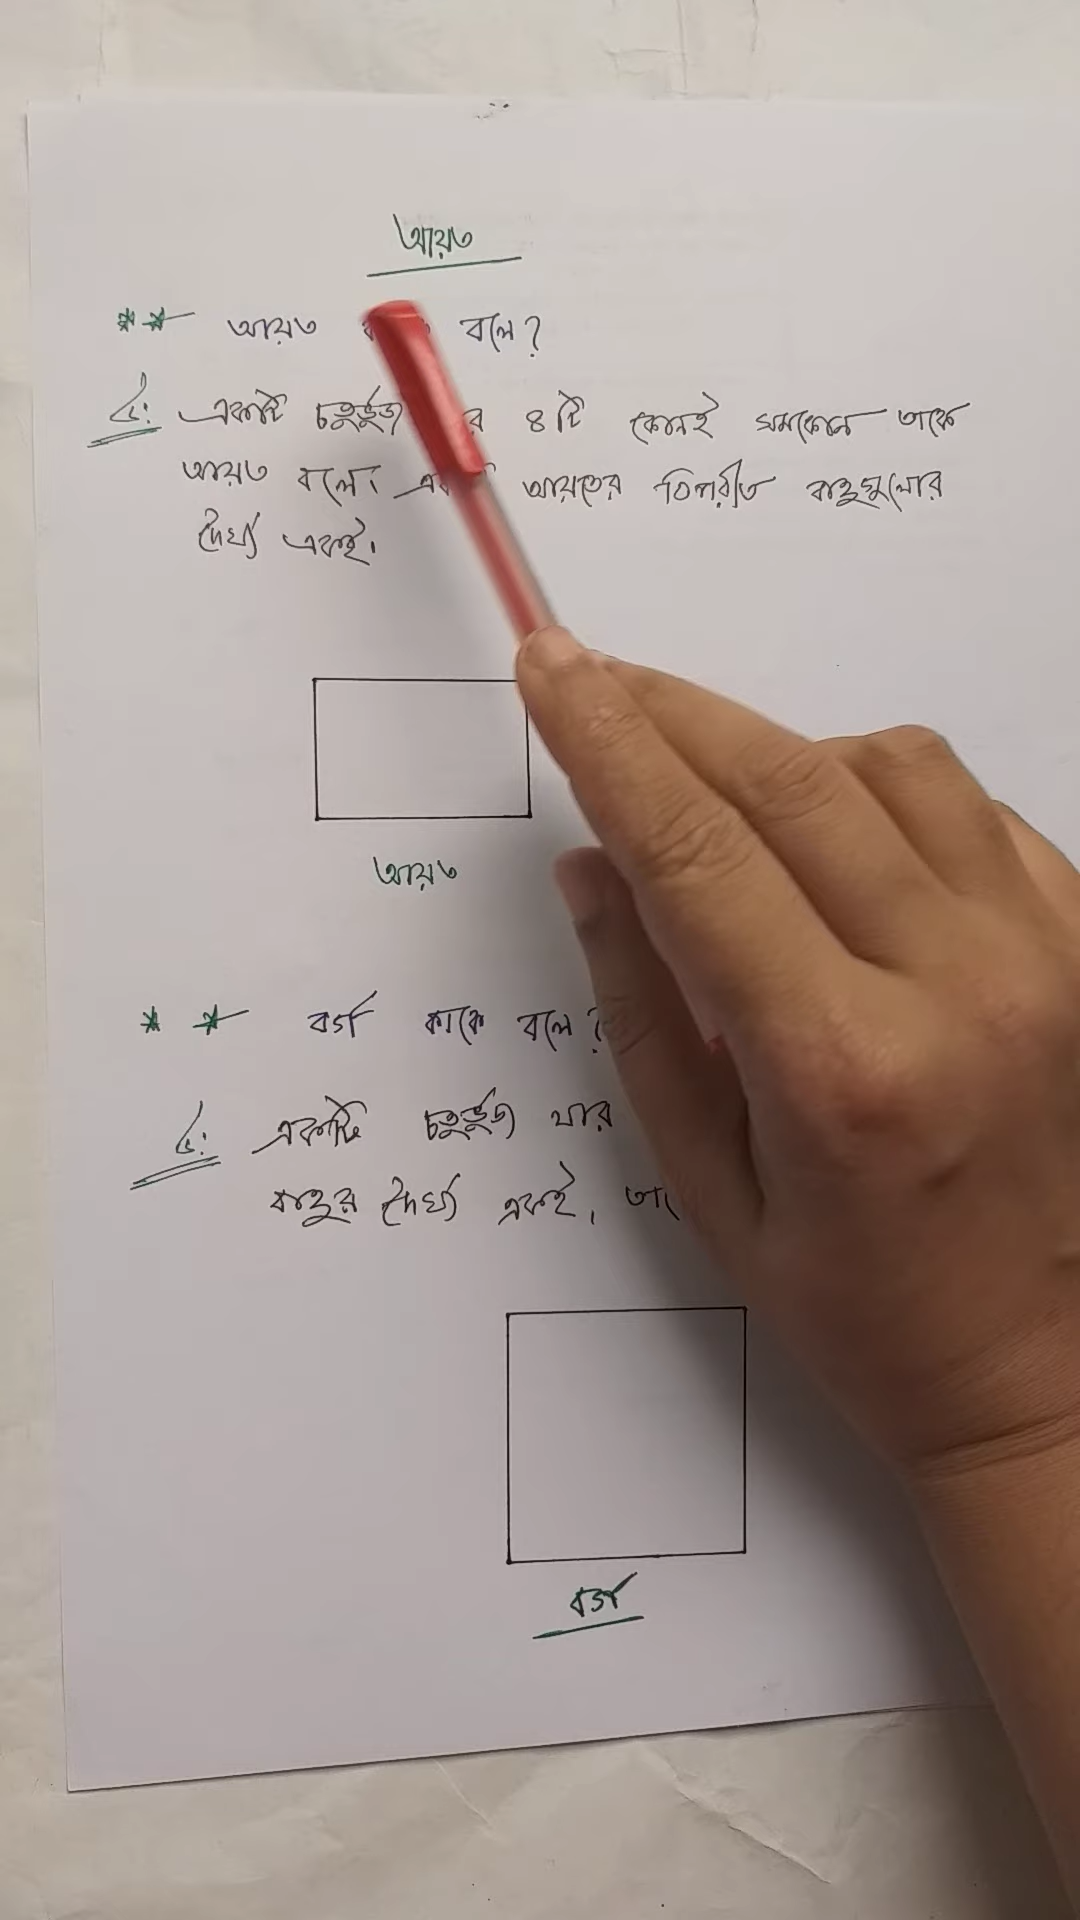 আয়ত
** আয়ত বলে?
উ: একটি চতুর্ভুজ র ৪টি কোনই সমকোন তাকে
আয়ত বলে। আয়তের বিপরীত বাহুগুলোর
দৈর্ঘ্য একই।
আয়ত
* * বর্গ কাকে বলে?
উ: একটি চতুর্ভুজ যার
বাহুর দৈর্ঘ্য একই,
বর্গ